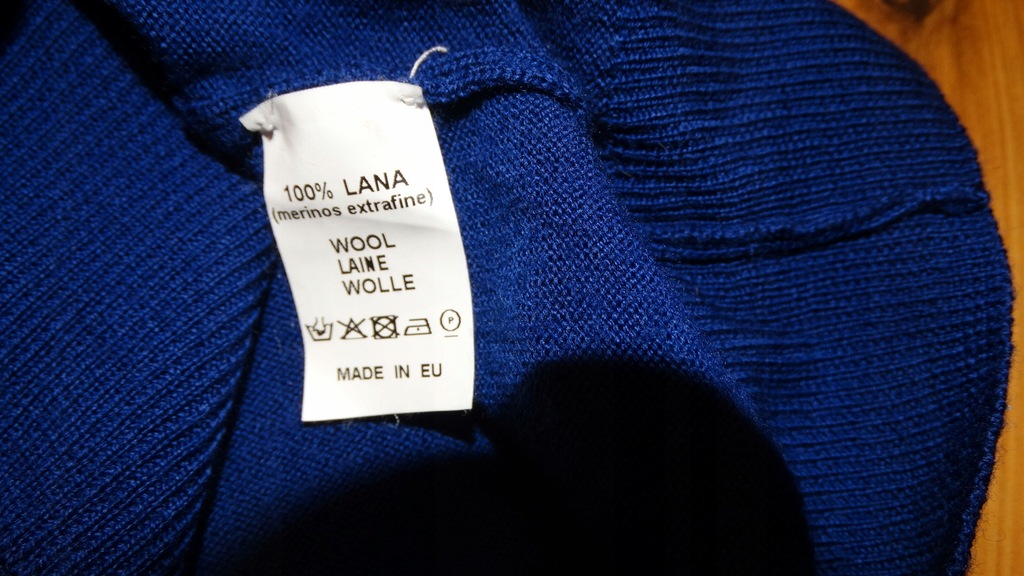 100% LANA
(merinos extrafine)
WOOL
LAINE
WOLLE
P
MADE IN EU